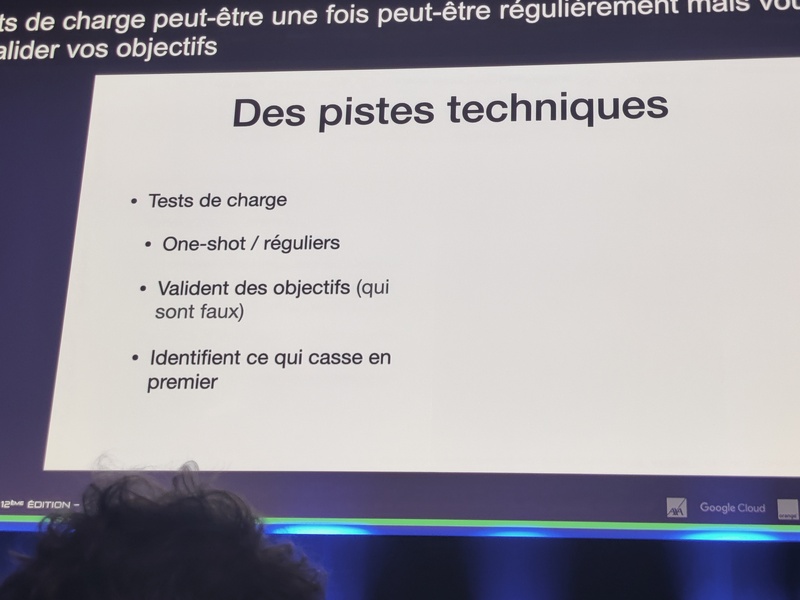 ts de charge peut-être une fois peut-être régulièrement mais vou
alider vos objectifs
Des pistes techniques
• Tests de charge
• One-shot / réguliers
• Valident des objectifs (qui
sont faux)
• Identifient ce qui casse en
premier
12ème ÉDITION –
AXA
Google Cloud
orange